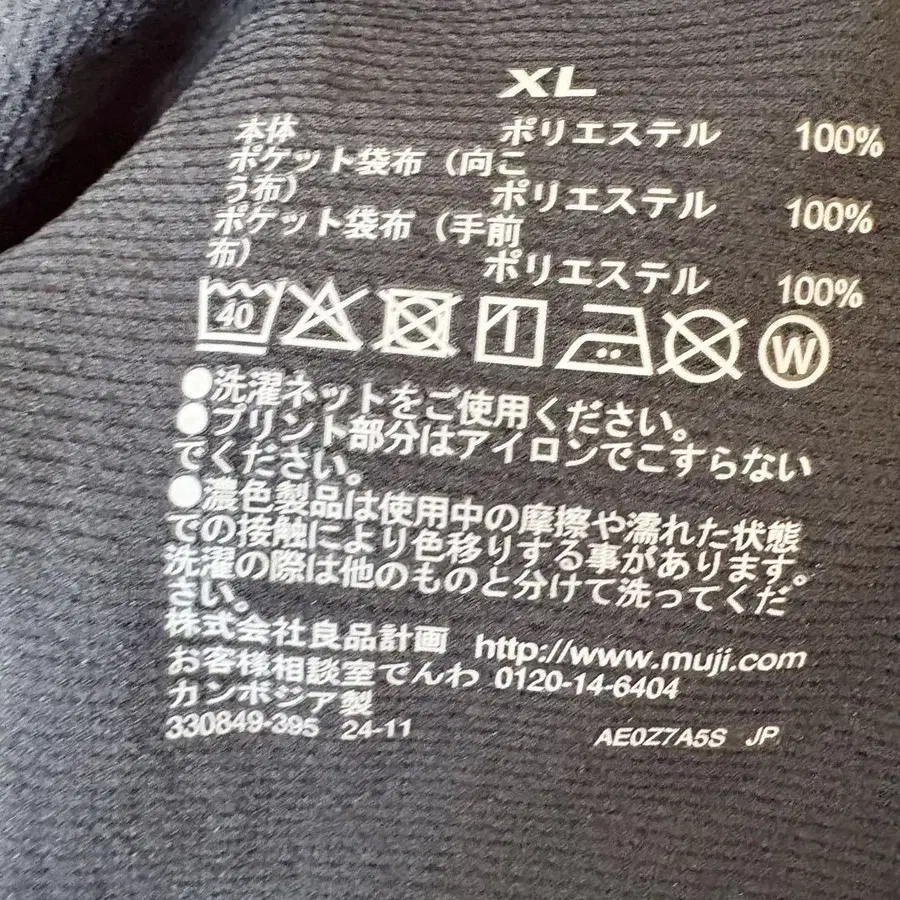 XL
本体 ポリエステル 100%
ポケット袋布（向こ
う布） ポリエステル 100%
ポケット袋布（手前
布） ポリエステル 100%
40 W
●洗濯ネットをご使用ください。
●プリント部分はアイロンでこすらない
でください。
●濃色製品は使用中の摩擦や濡れた状態
での接触により色移りする事があります。
洗濯の際は他のものと分けて洗ってくだ
さい。
株式会社良品計画 http://www.muji.com
お客様相談室でんわ 0120-14-6404
カンボジア製
330849-395 24-11 AE0Z7A5S JP